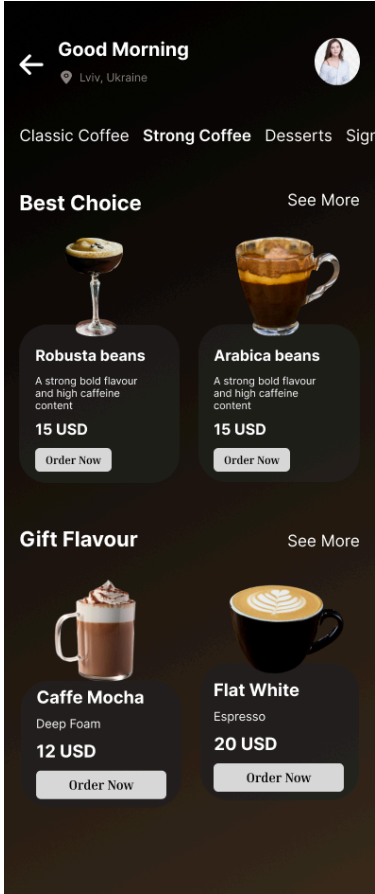 Good Morning
Lviv, Ukraine
Classic Coffee Strong Coffee Desserts Sigr
Best Choice See More
Robusta beans
A strong bold flavour
and high caffeine
content
15 USD
Order Now
Arabica beans
A strong bold flavour
and high caffeine
content
15 USD
Order Now
Gift Flavour See More
Caffe Mocha
Deep Foam
12 USD
Order Now
Flat White
Espresso
20 USD
Order Now